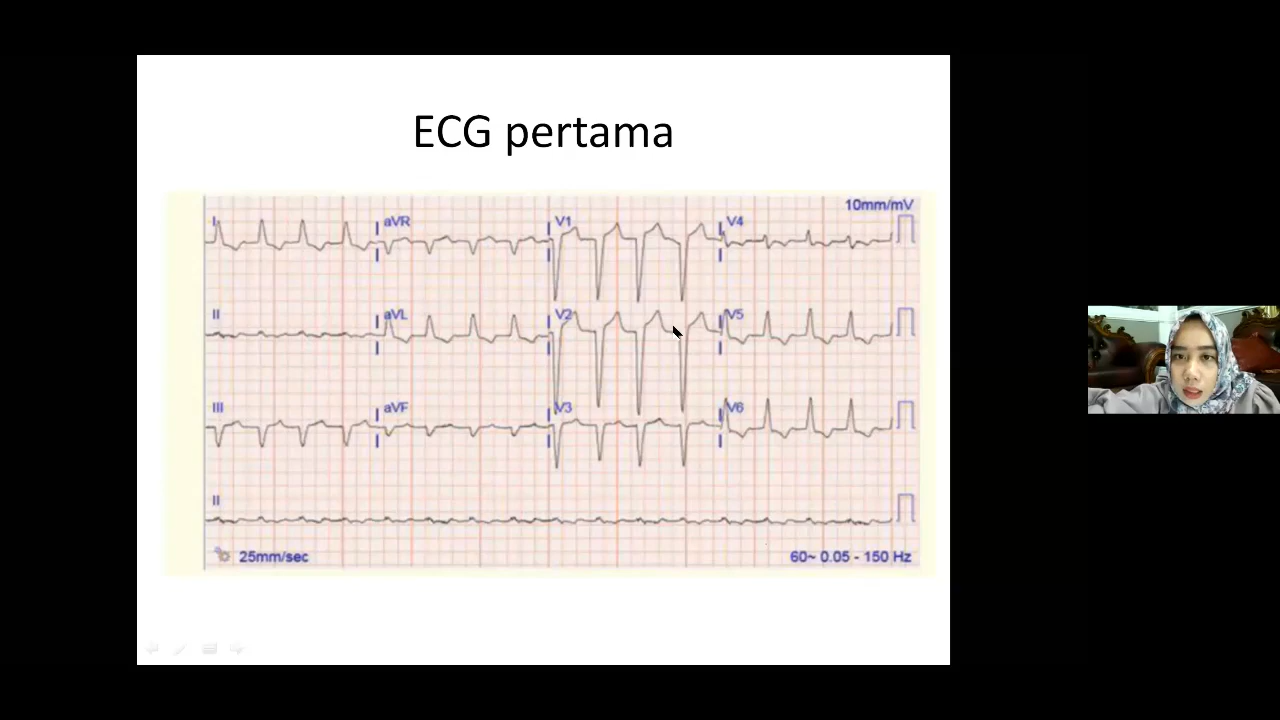 ECG pertama
10mm/mV
I aVR V1 V4
II aVL V2 V5
III aVF V3 V6
II
25mm/sec 60~ 0.05 - 150 Hz